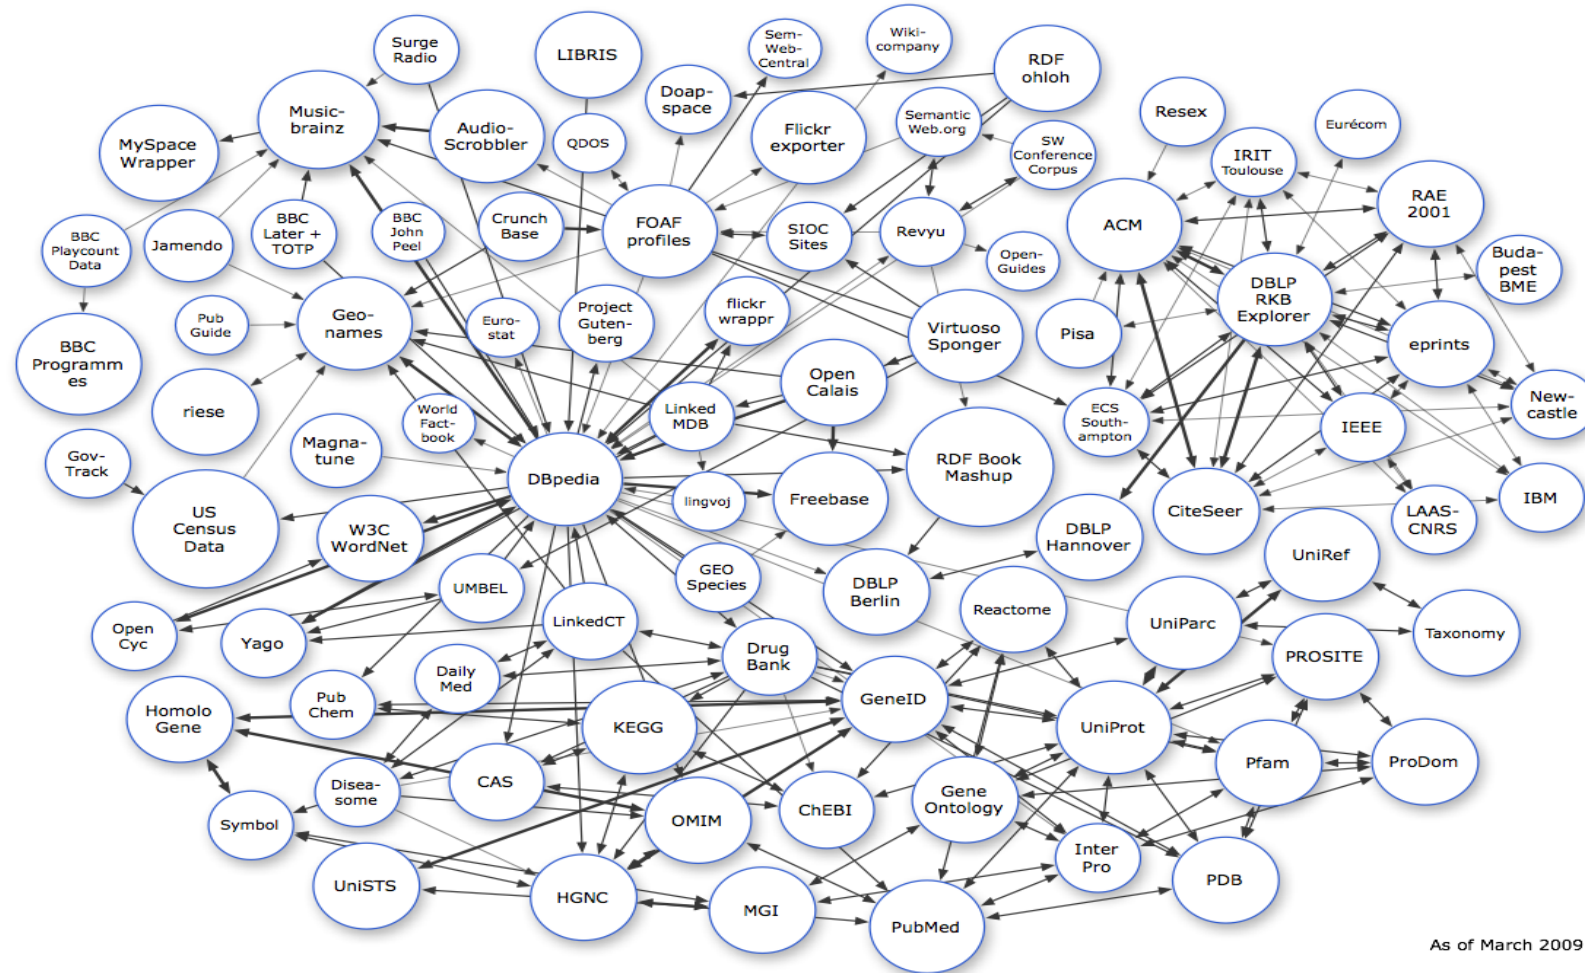 Surge
Radio
LIBRIS
Sem-
Web-
Central
Wiki-
company
RDF
ohloh
Music-
brainz
Doap-
space
MySpace
Wrapper
Audio-
Scrobbler
QDOS
Flickr
exporter
Semantic
Web.org
SW
Conference
Corpus
Resex
Eurécom
IRIT
Toulouse
RAE
2001
ACM
BBC
Playcount
Data
Jamendo
BBC
Later +
TOTP
BBC
John
Peel
Crunch
Base
FOAF
profiles
SIOC
Sites
Revyu
Open-
Guides
Buda-
pest
BME
DBLP
RKB
Explorer
Pub
Guide
Geo-
names
Euro-
stat
Project
Guten-
berg
flickr
wrappr
Virtuoso
Sponger
Pisa
eprints
BBC
Programm
es
riese
World
Fact-
book
Linked
MDB
Open
Calais
ECS
South-
ampton
IEEE
New-
castle
Gov-
Track
Magna-
tune
DBpedia
lingvoj
Freebase
RDF Book
Mashup
CiteSeer
LAAS-
CNRS
IBM
US
Census
Data
W3C
WordNet
DBLP
Hannover
UniRef
UMBEL
GEO
Species
DBLP
Berlin
Reactome
UniParc
Taxonomy
Open
Cyc
Yago
LinkedCT
Drug
Bank
PROSITE
Daily
Med
Pub
Chem
Homolo
Gene
KEGG
GeneID
UniProt
Pfam
ProDom
Disea-
some
CAS
ChEBI
Gene
Ontology
Symbol
OMIM
Inter
Pro
UniSTS
HGNC
MGI
PubMed
PDB
As of March 2009